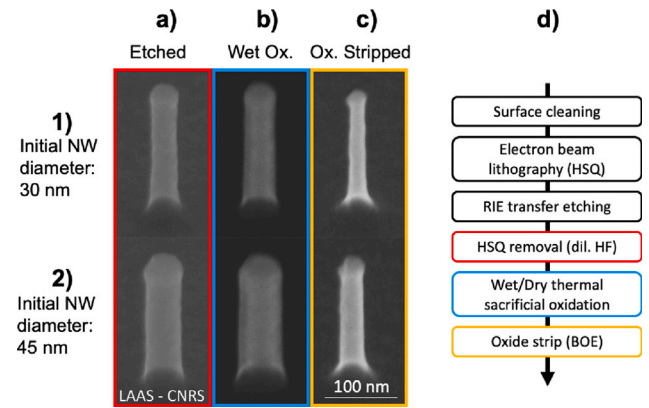 a)
b)
c)
d)
Etched
Wet Ox.
Ox. Stripped
1)
Initial NW
diameter:
30 nm
2)
Initial NW
diameter:
45 nm
LAAS - CNRS
100 nm
Surface cleaning
Electron beam
lithography (HSQ)
RIE transfer etching
HSQ removal (dil. HF)
Wet/Dry thermal
sacrificial oxidation
Oxide strip (BOE)